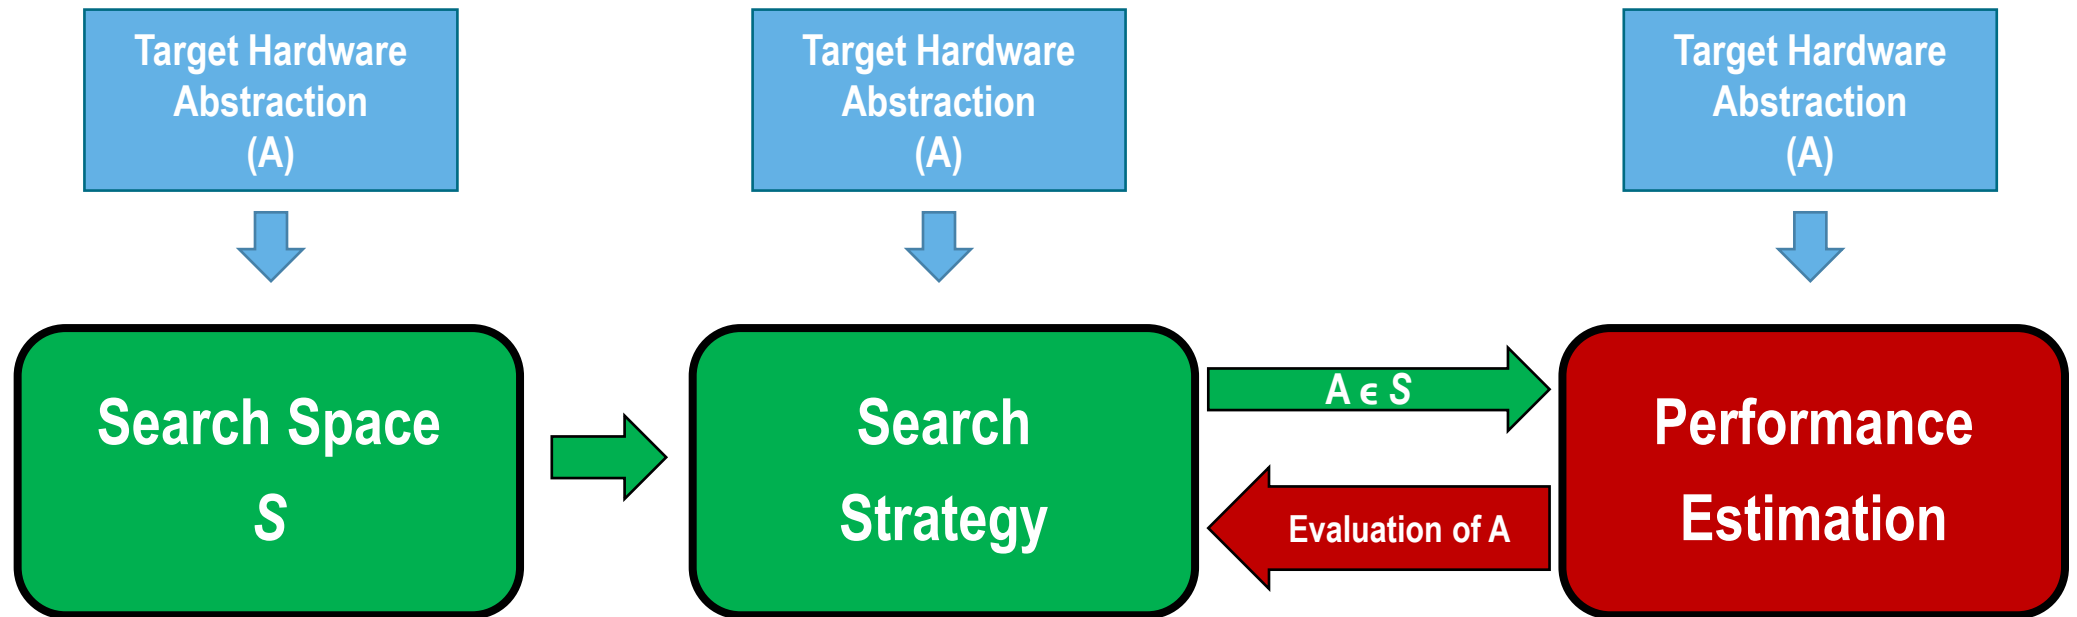 Target Hardware
Abstraction
(A)
Target Hardware
Abstraction
(A)
Target Hardware
Abstraction
(A)
Search Space
S
Search
Strategy
A ϵ S
Evaluation of A
Performance
Estimation